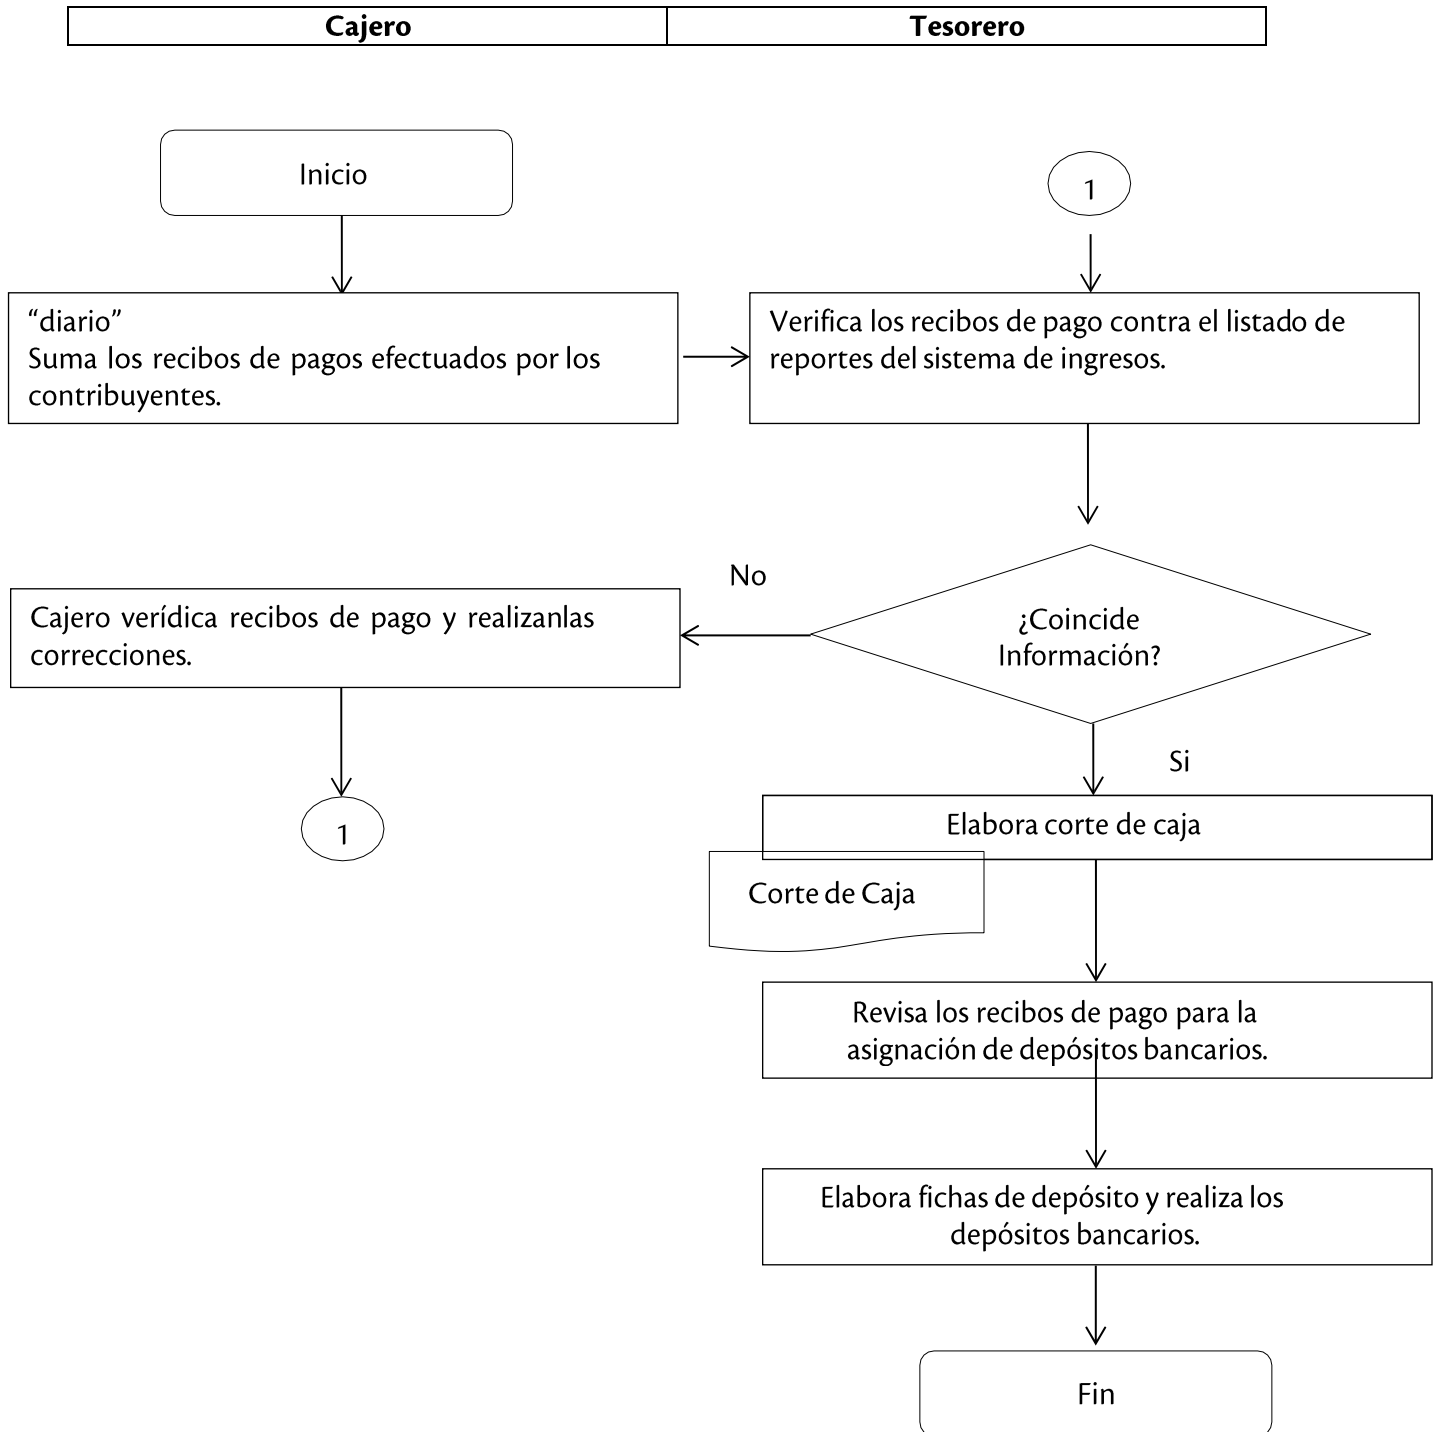 Cajero
Tesorero
Inicio
1
“diario”
Suma los recibos de pagos efectuados por los
contribuyentes.
Verifica los recibos de pago contra el listado de
reportes del sistema de ingresos.
No
¿Coincide
Información?
Cajero verídica recibos de pago y realizanlas
correcciones.
Si
1
Elabora corte de caja
Corte de Caja
Revisa los recibos de pago para la
asignación de depósitos bancarios.
Elabora fichas de depósito y realiza los
depósitos bancarios.
Fin